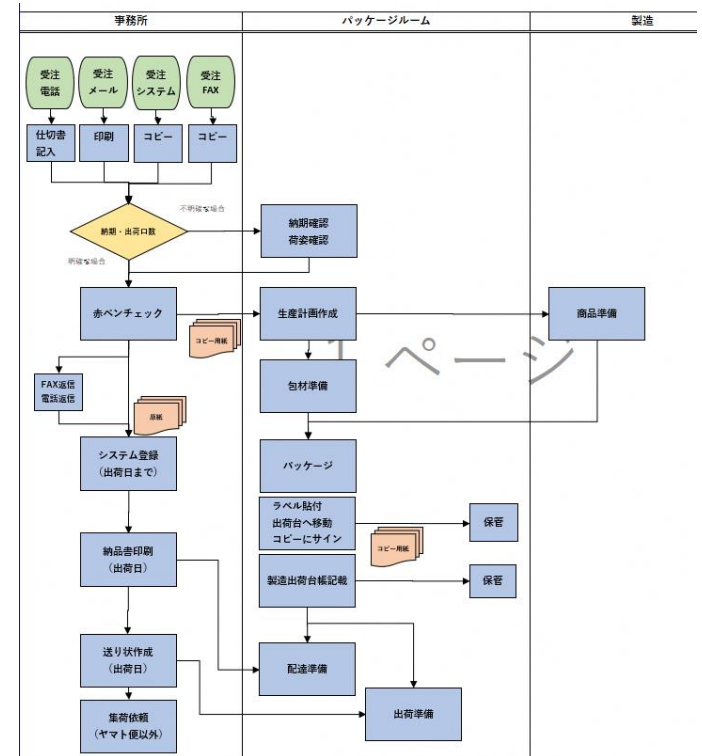 事務所
パッケージルーム
製造
受注
電話
受注
メール
受注
システム
受注
FAX
仕切書
記入
印刷
コピー
コピー
納期・出荷口数
不明確な場合
明確な場合
納期確認
荷姿確認
赤ペンチェック
コピー用紙
生産計画作成
商品準備
1 ページ
FAX返信
電話返信
原紙
包材準備
システム登録
(出荷日まで)
パッケージ
ラベル貼付
出荷台へ移動
コピーにサイン
コピー用紙
保管
納品書印刷
(出荷日)
製造出荷台帳記載
保管
送り状作成
(出荷日)
配達準備
集荷依頼
(ヤマト便以外)
出荷準備